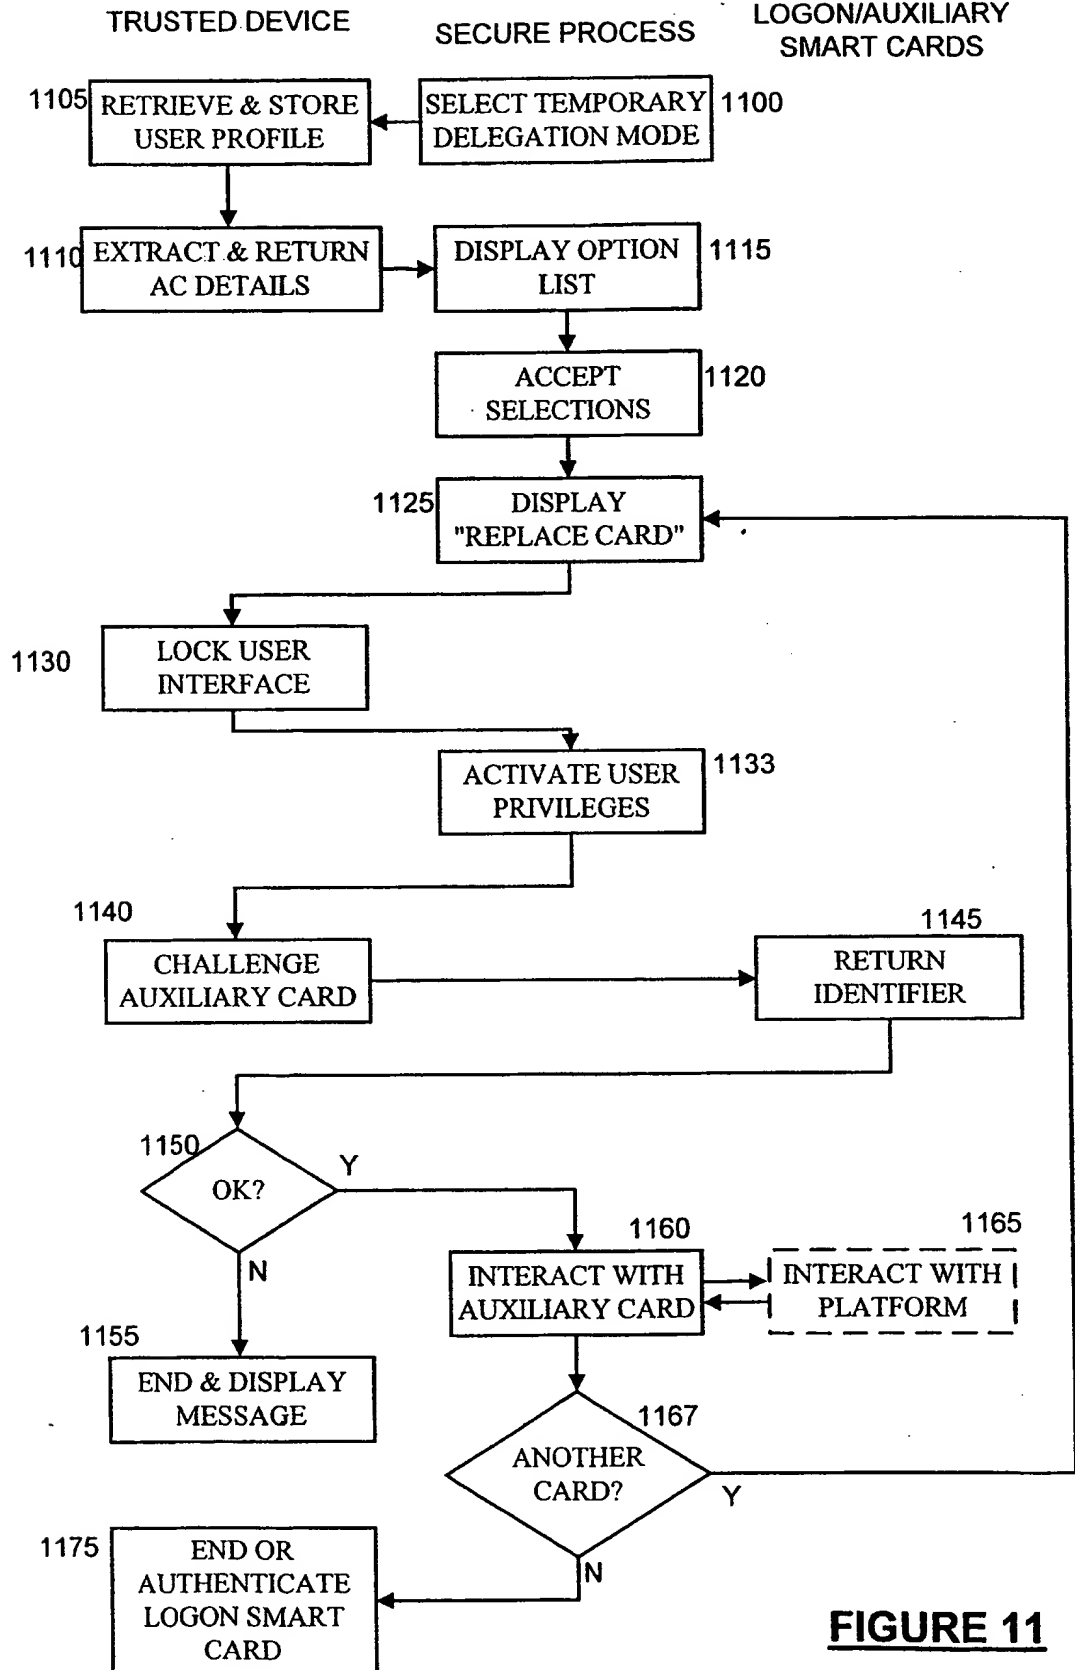 TRUSTED DEVICE
SECURE PROCESS
LOGON/AUXILIARY
SMART CARDS
1105
RETRIEVE & STORE
USER PROFILE
SELECT TEMPORARY
DELEGATION MODE
1100
1110
EXTRACT & RETURN
AC DETAILS
DISPLAY OPTION
LIST
1115
ACCEPT
SELECTIONS
1120
1125
DISPLAY
"REPLACE CARD"
1130
LOCK USER
INTERFACE
ACTIVATE USER
PRIVILEGES
1133
1140
CHALLENGE
AUXILIARY CARD
1145
RETURN
IDENTIFIER
1150
OK?
Y
N
1155
END & DISPLAY
MESSAGE
1160
INTERACT WITH
AUXILIARY CARD
1165
INTERACT WITH
PLATFORM
1167
ANOTHER
CARD?
Y
N
1175
END OR
AUTHENTICATE
LOGON SMART
CARD
FIGURE 11